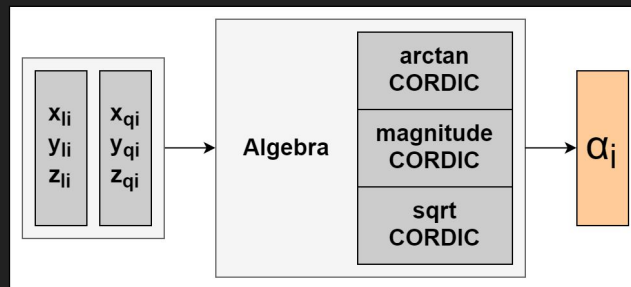 x_li x_qi
y_li y_qi
z_li z_qi
Algebra
arctan
CORDIC
magnitude
CORDIC
sqrt
CORDIC
α_i